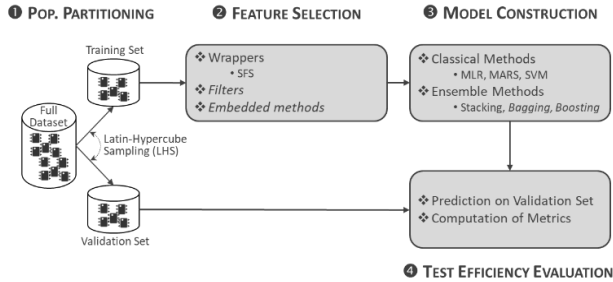 ❶ POP. PARTITIONING
❷ FEATURE SELECTION
❸ MODEL CONSTRUCTION
Training Set
Full
Dataset
Latin-Hypercube
Sampling (LHS)
Validation Set
❖ Wrappers
• SFS
❖ Filters
❖ Embedded methods
❖ Classical Methods
• MLR, MARS, SVM
❖ Ensemble Methods
• Stacking, Bagging, Boosting
❖ Prediction on Validation Set
❖ Computation of Metrics
❹ TEST EFFICIENCY EVALUATION